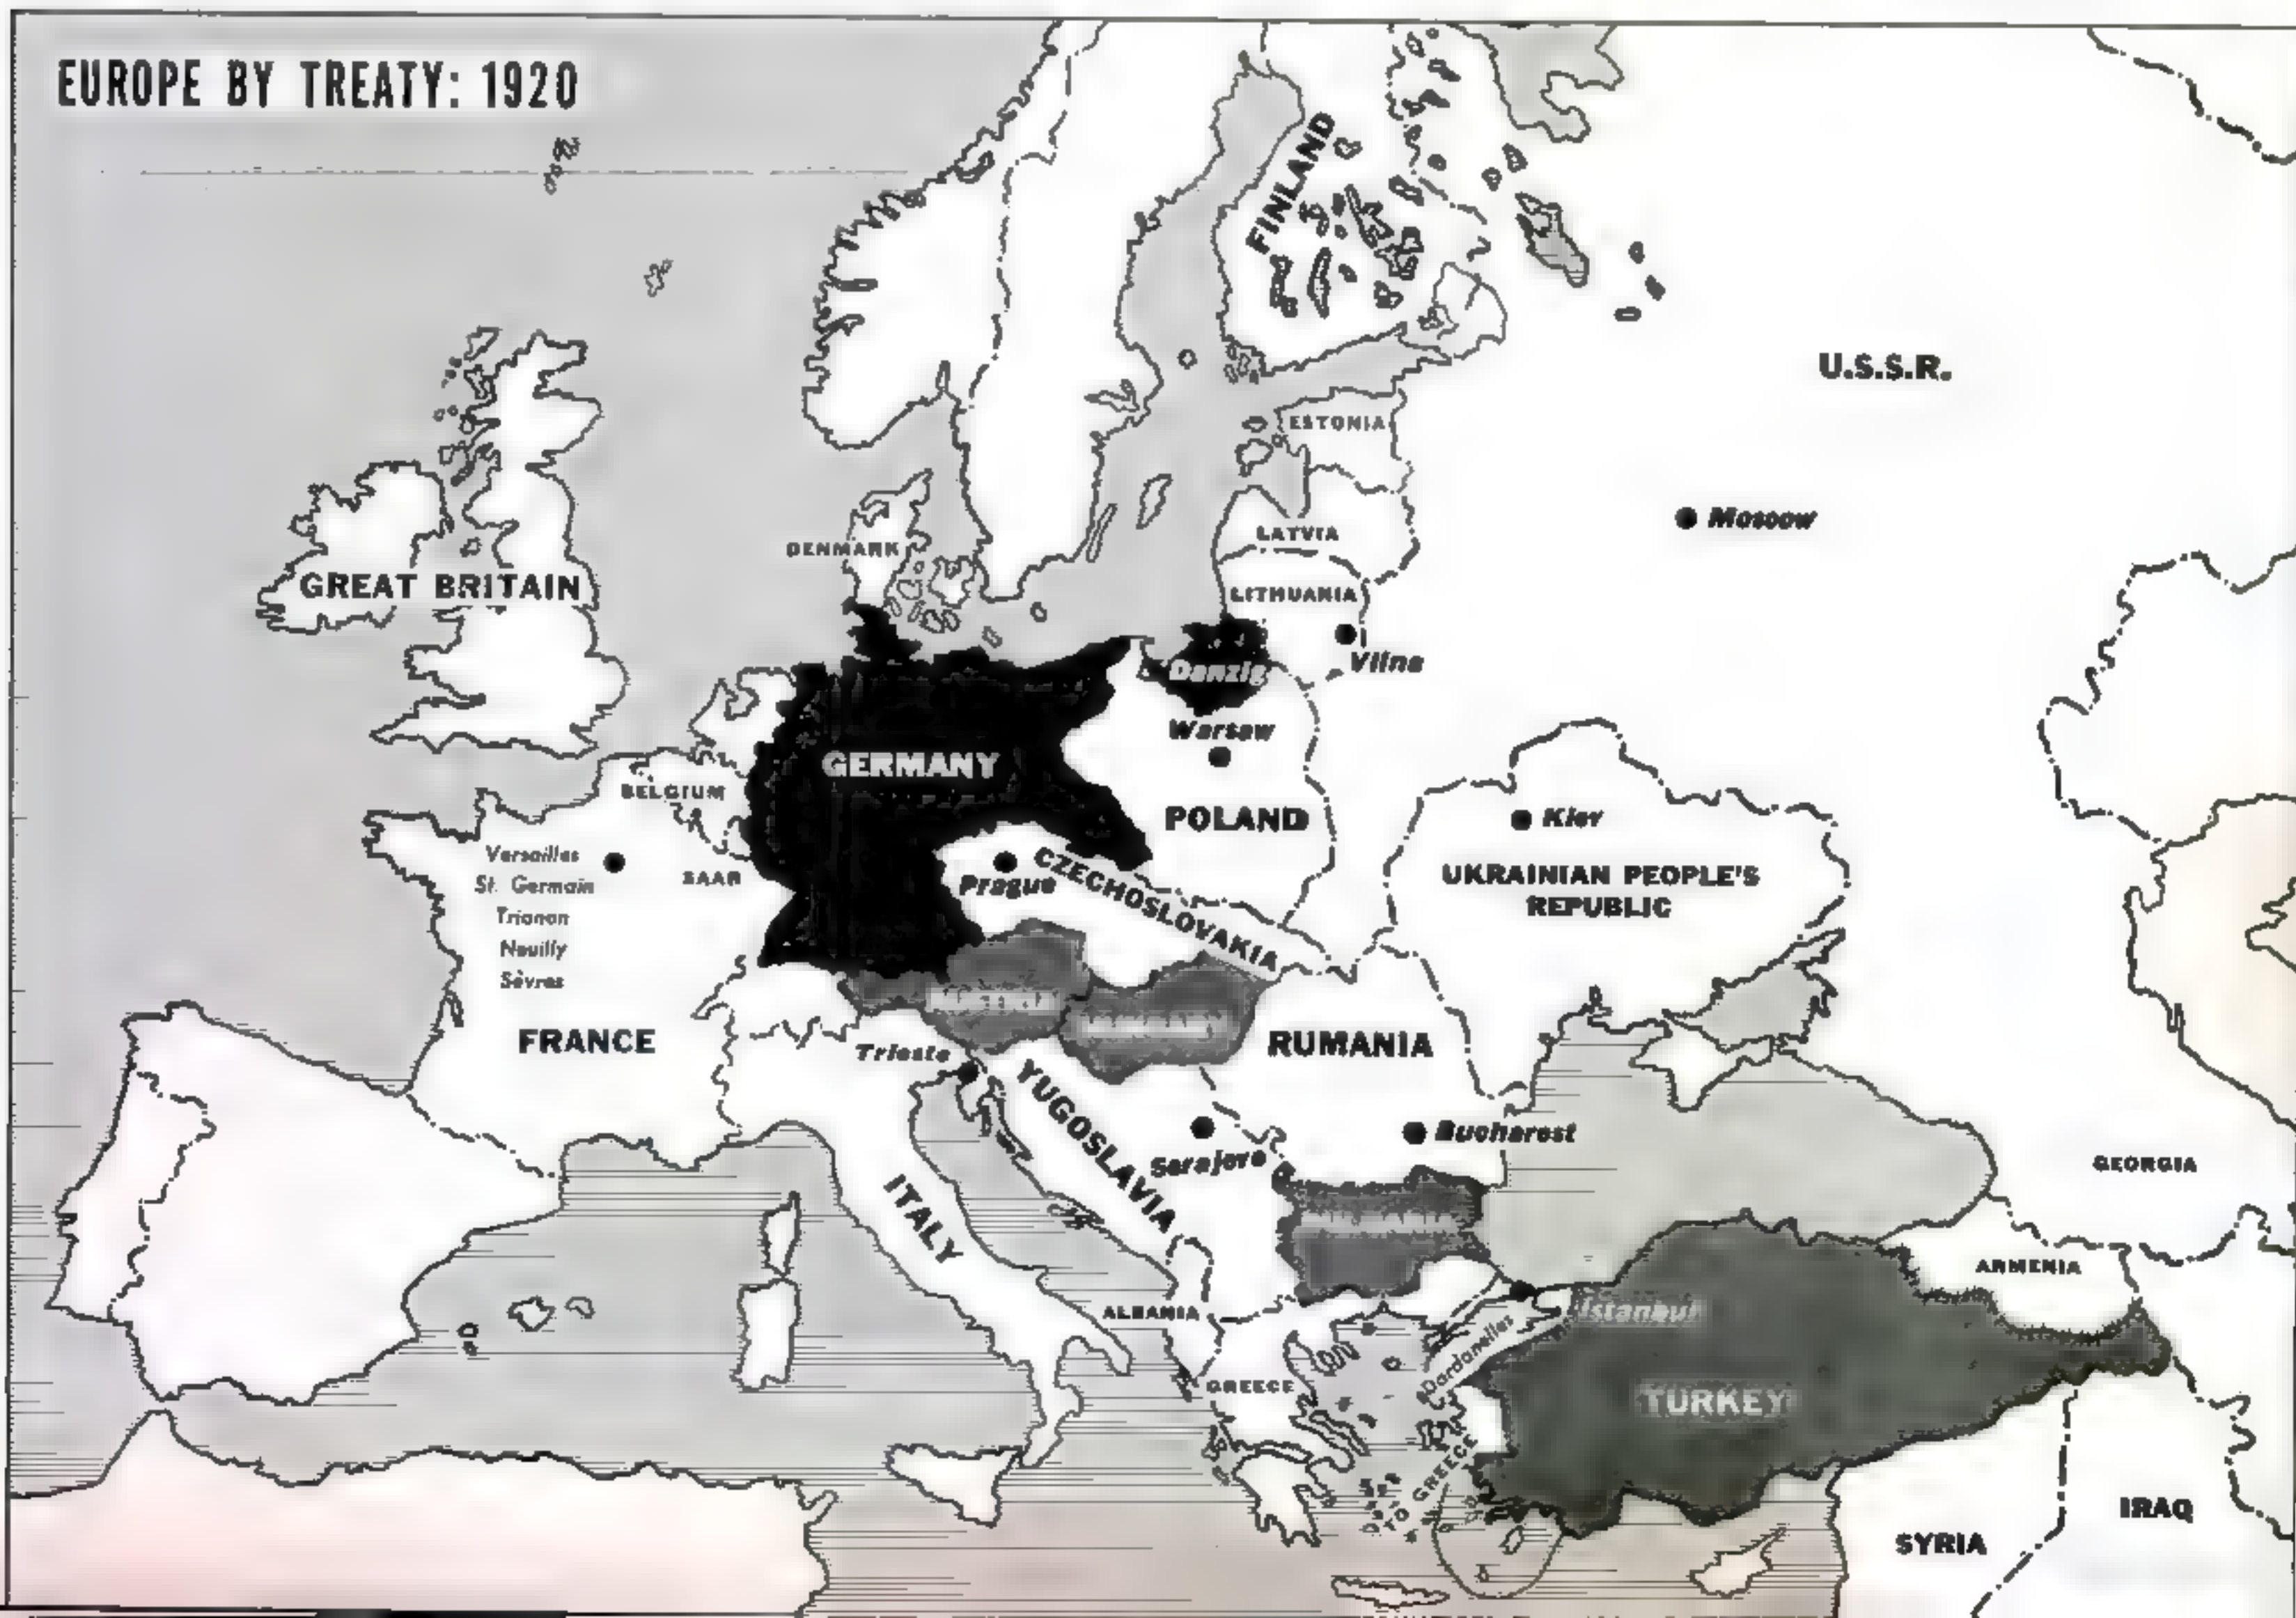 EUROPE BY TREATY: 1920
FINLAND
U.S.S.R.
ESTONIA
Moscow
LATVIA
DENMARK
GREAT BRITAIN
LITHUANIA
Vilna
Danzig
Warsaw
GERMANY
BELGIUM
POLAND
Kiev
Versailles
St. Germain
Trianon
Neuilly
Sèvres
SAAR
Prague
CZECHOSLOVAKIA
UKRAINIAN PEOPLE'S
REPUBLIC
FRANCE
Trieste
RUMANIA
YUGOSLAVIA
Bucharest
Sarajevo
GEORGIA
ITALY
ARMENIA
ALBANIA
Istanbul
Dardanelles
GREECE
TURKEY
TO GREECE
SYRIA
IRAQ